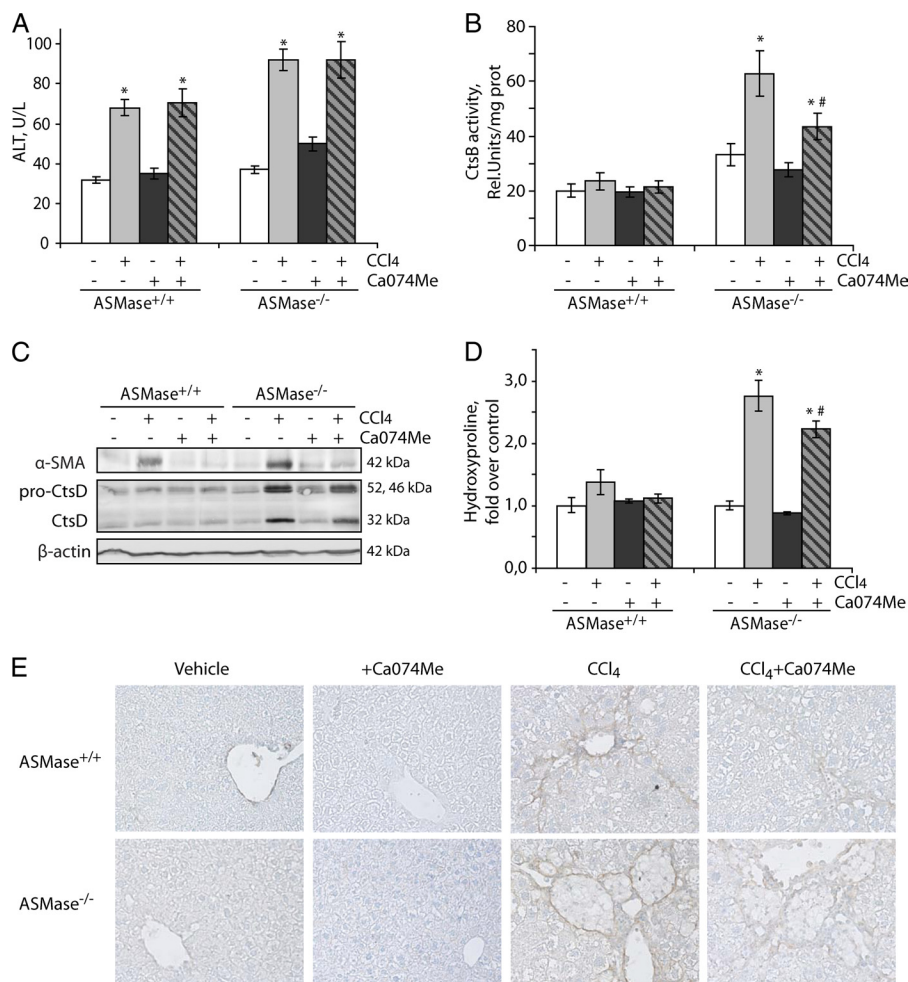 A
ALT, U/L
100
80
60
40
20
0
* * * *
- + - + - + - + CCl4
- - + + - - + + Ca074Me
ASMase+/+ ASMase-/-
B
CtsB activity,
Rel.Units/mg prot
80
60
40
20
0
* * #
- + - + - + - + CCl4
- - + + - - + + Ca074Me
ASMase+/+ ASMase-/-
C
ASMase+/+ ASMase-/-
- + - + - + - + CCl4
- - + + - - + + Ca074Me
α-SMA 42 kDa
pro-CtsD 52, 46 kDa
CtsD 32 kDa
β-actin 42 kDa
D
Hydroxyproline,
fold over control
3,0
2,0
1,0
0,0
* * #
- + - + - + - + CCl4
- - + + - - + + Ca074Me
ASMase+/+ ASMase-/-
E
Vehicle +Ca074Me CCl4 CCl4+Ca074Me
ASMase+/+
ASMase-/-